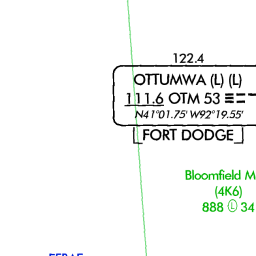 122.4
OTTUMWA (L) (L)
111.6 OTM 53
N41°01.75' W92°19.55'
FORT DODGE
Bloomfield M
(4K6)
888 Ⓛ 34